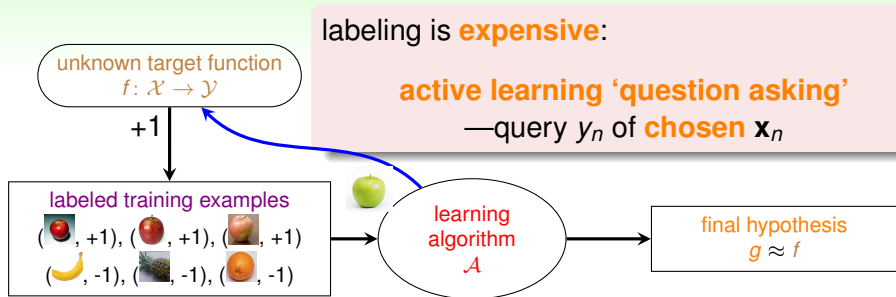 labeling is expensive:
active learning ‘question asking’
—query yₙ of chosen xₙ
unknown target function
f : 𝒳 → 𝒴
+1
labeled training examples
( , +1), ( , +1), ( , +1)
( , -1), ( , -1), ( , -1)
learning
algorithm
𝒜
final hypothesis
g ≈ f